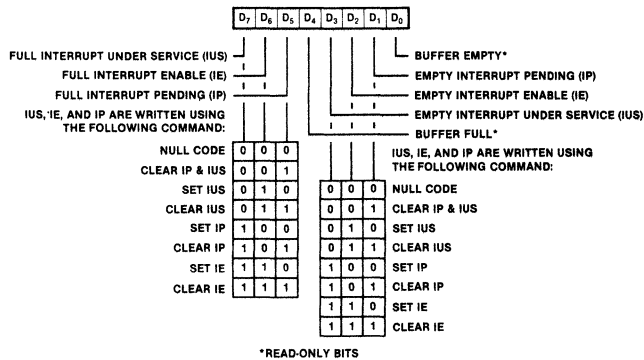 D7 D6 D5 D4 D3 D2 D1 D0
FULL INTERRUPT UNDER SERVICE (IUS)
FULL INTERRUPT ENABLE (IE)
FULL INTERRUPT PENDING (IP)
IUS, IE, AND IP ARE WRITTEN USING
THE FOLLOWING COMMAND:
NULL CODE 0 0 0
CLEAR IP & IUS 0 0 1
SET IUS 0 1 0
CLEAR IUS 0 1 1
SET IP 1 0 0
CLEAR IP 1 0 1
SET IE 1 1 0
CLEAR IE 1 1 1
BUFFER EMPTY*
EMPTY INTERRUPT PENDING (IP)
EMPTY INTERRUPT ENABLE (IE)
EMPTY INTERRUPT UNDER SERVICE (IUS)
BUFFER FULL*
IUS, IE, AND IP ARE WRITTEN USING
THE FOLLOWING COMMAND:
0 0 0 NULL CODE
0 0 1 CLEAR IP & IUS
0 1 0 SET IUS
0 1 1 CLEAR IUS
1 0 0 SET IP
1 0 1 CLEAR IP
1 1 0 SET IE
1 1 1 CLEAR IE
*READ-ONLY BITS